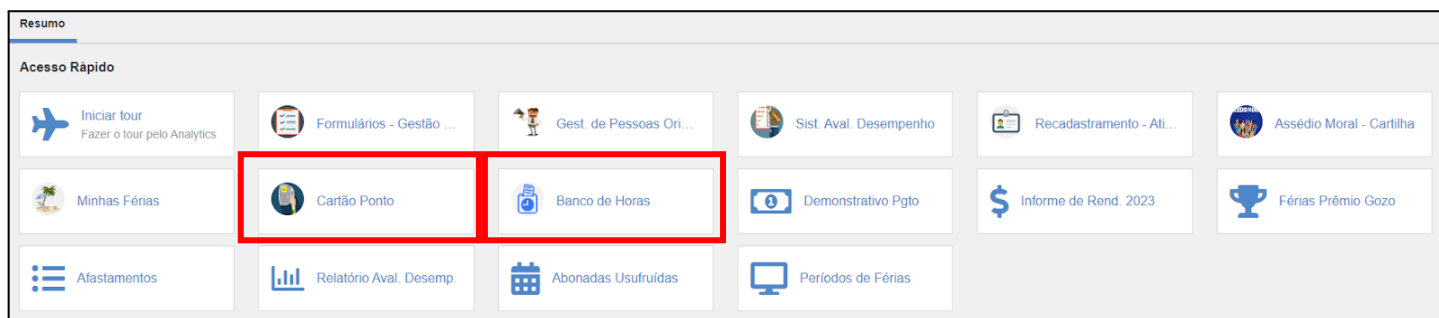 Resumo
Acesso Rápido
Iniciar tour
Fazer o tour pelo Analytics
Formulários - Gestão ...
Gest. de Pessoas Ori...
Sist. Aval. Desempenho
Recadastramento - Ati...
Assédio Moral - Cartilha
Minhas Férias
Cartão Ponto
Banco de Horas
Demonstrativo Pgto
Informe de Rend. 2023
Férias Prêmio Gozo
Afastamentos
Relatório Aval. Desemp.
Abonadas Usufruídas
Períodos de Férias